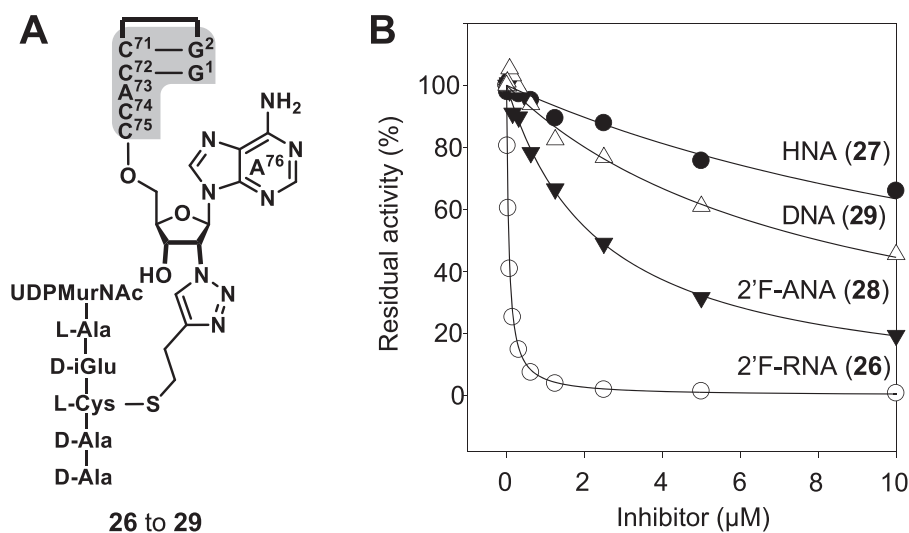 A
C71
G2
C72
G1
A73
C74
C75
O
NH2
N
N
A76
N
N
O
HO
N
N
N
UDPMurNAc
L-Ala
D-iGlu
L-Cys
S
D-Ala
D-Ala
26 to 29
B
Residual activity (%)
100
80
60
40
20
0
HNA (27)
DNA (29)
2'F-ANA (28)
2'F-RNA (26)
0 2 4 6 8 10
Inhibitor (µM)